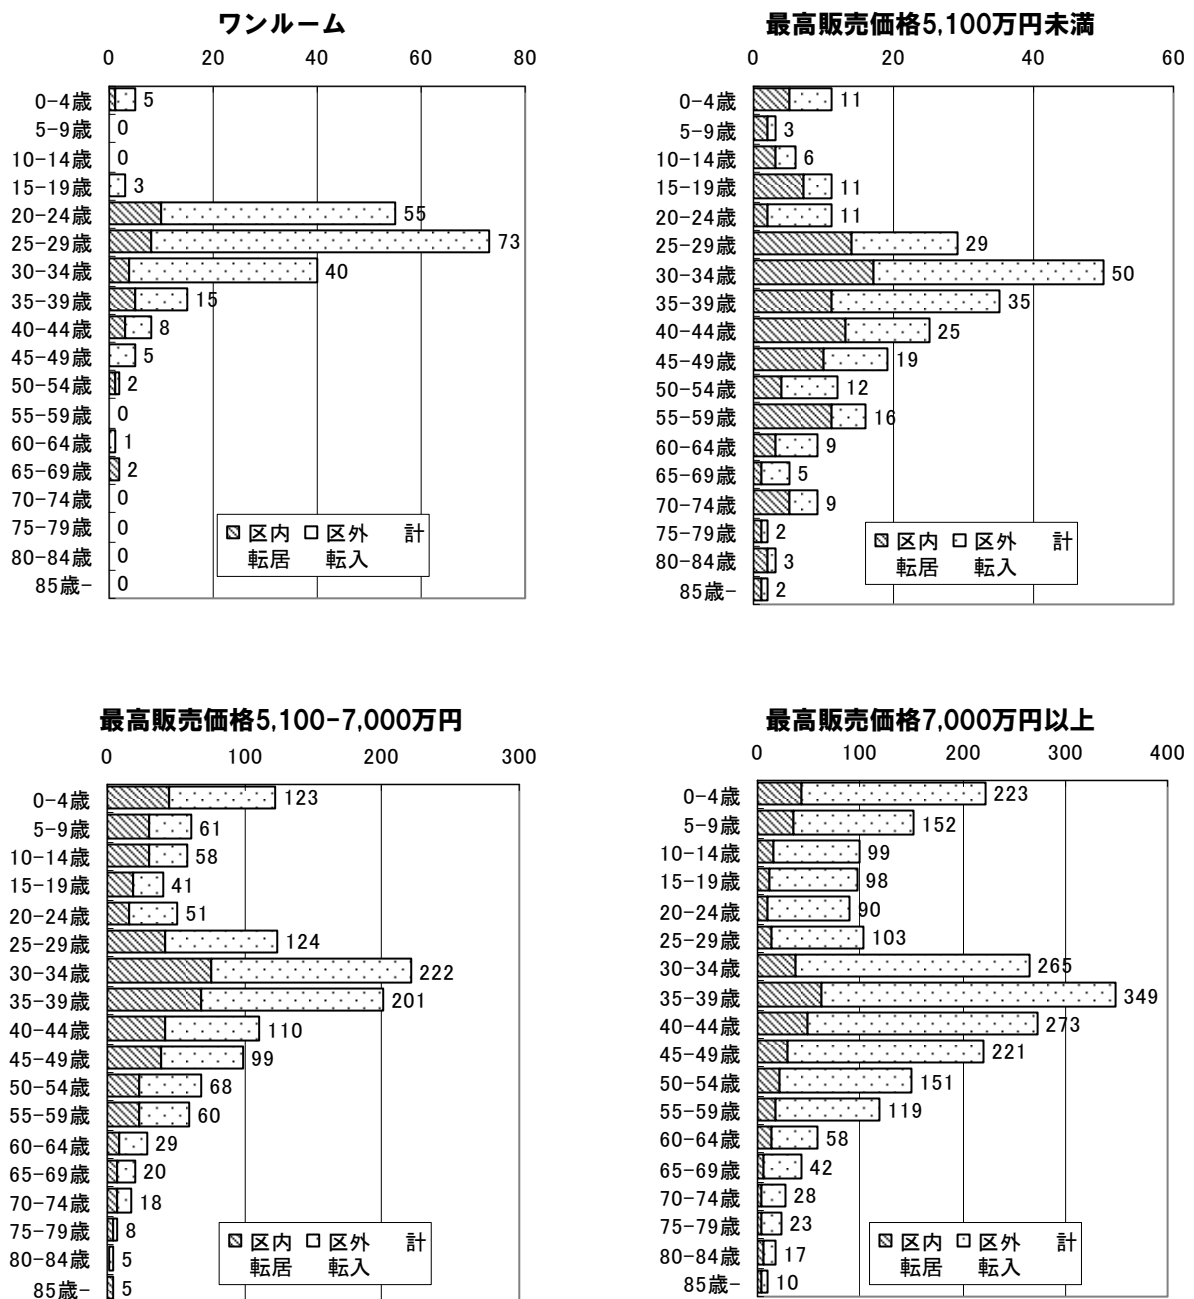 ワンルーム
0 20 40 60 80
0-4歳 5
5-9歳 0
10-14歳 0
15-19歳 3
20-24歳 55
25-29歳 73
30-34歳 40
35-39歳 15
40-44歳 8
45-49歳 5
50-54歳 2
55-59歳 0
60-64歳 1
65-69歳 2
70-74歳 0
75-79歳 0
80-84歳 0
85歳- 0
区内 区外 計
転居 転入
最高販売価格5,100万円未満
0 20 40 60
0-4歳 11
5-9歳 3
10-14歳 6
15-19歳 11
20-24歳 11
25-29歳 29
30-34歳 50
35-39歳 35
40-44歳 25
45-49歳 19
50-54歳 12
55-59歳 16
60-64歳 9
65-69歳 5
70-74歳 9
75-79歳 2
80-84歳 3
85歳- 2
区内 区外 計
転居 転入
最高販売価格5,100-7,000万円
0 100 200 300
0-4歳 123
5-9歳 61
10-14歳 58
15-19歳 41
20-24歳 51
25-29歳 124
30-34歳 222
35-39歳 201
40-44歳 110
45-49歳 99
50-54歳 68
55-59歳 60
60-64歳 29
65-69歳 20
70-74歳 18
75-79歳 8
80-84歳 5
85歳- 5
区内 区外 計
転居 転入
最高販売価格7,000万円以上
0 100 200 300 400
0-4歳 223
5-9歳 152
10-14歳 99
15-19歳 98
20-24歳 90
25-29歳 103
30-34歳 265
35-39歳 349
40-44歳 273
45-49歳 221
50-54歳 151
55-59歳 119
60-64歳 58
65-69歳 42
70-74歳 28
75-79歳 23
80-84歳 17
85歳- 10
区内 区外 計
転居 転入